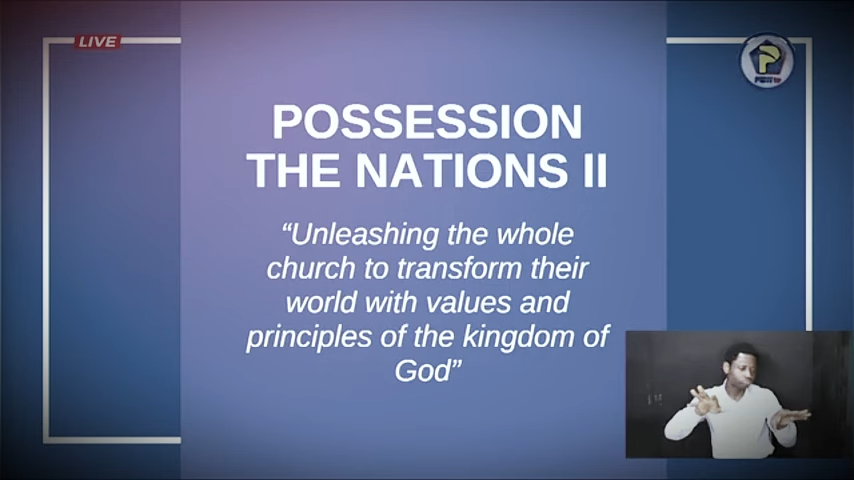 LIVE
P
POSSESSION
THE NATIONS II
“Unleashing the whole
church to transform their
world with values and
principles of the kingdom of
God”